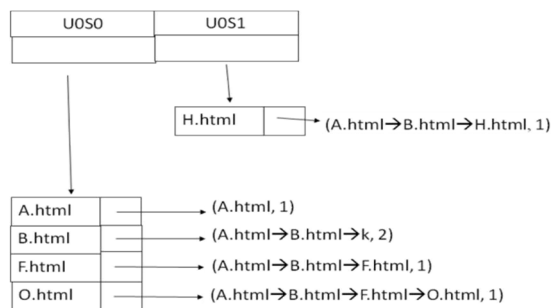 U0S0 U0S1
H.html (A.html→B.html→H.html, 1)
A.html (A.html, 1)
B.html (A.html→B.html→k, 2)
F.html (A.html→B.html→F.html, 1)
O.html (A.html→B.html→F.html→O.html, 1)